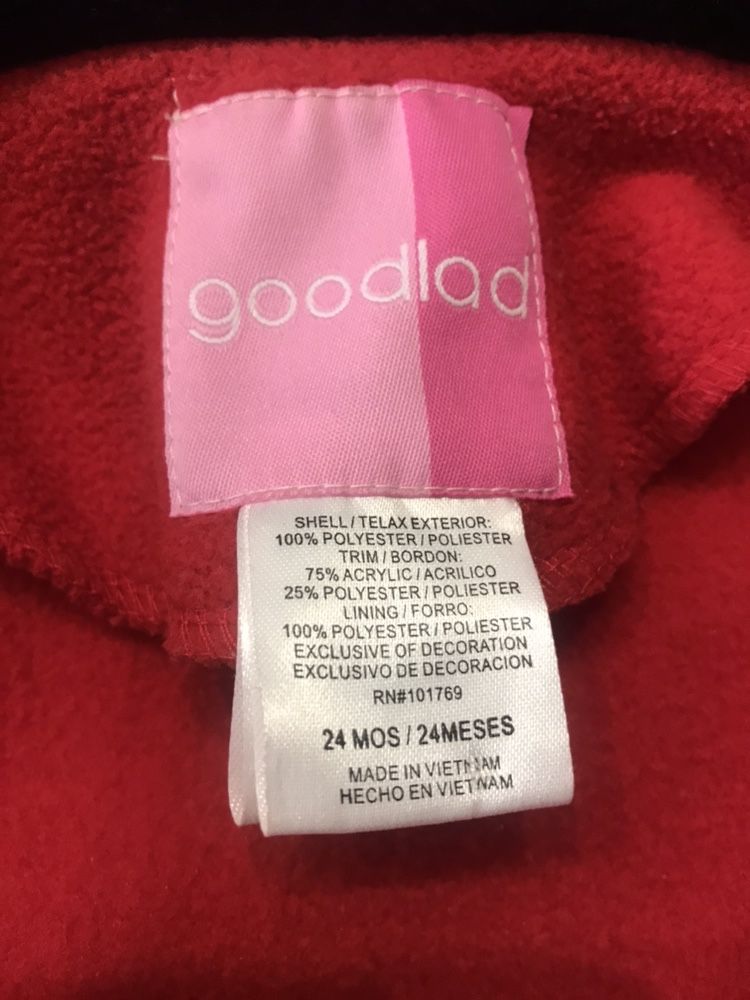 goodlad
SHELL / TELAX EXTERIOR:
100% POLYESTER / POLIESTER
TRIM / BORDON:
75% ACRYLIC / ACRILICO
25% POLYESTER / POLIESTER
LINING / FORRO:
100% POLYESTER / POLIESTER
EXCLUSIVE OF DECORATION
EXCLUSIVO DE DECORACION
RN#101769
24 MOS / 24MESES
MADE IN VIETNAM
HECHO EN VIETNAM